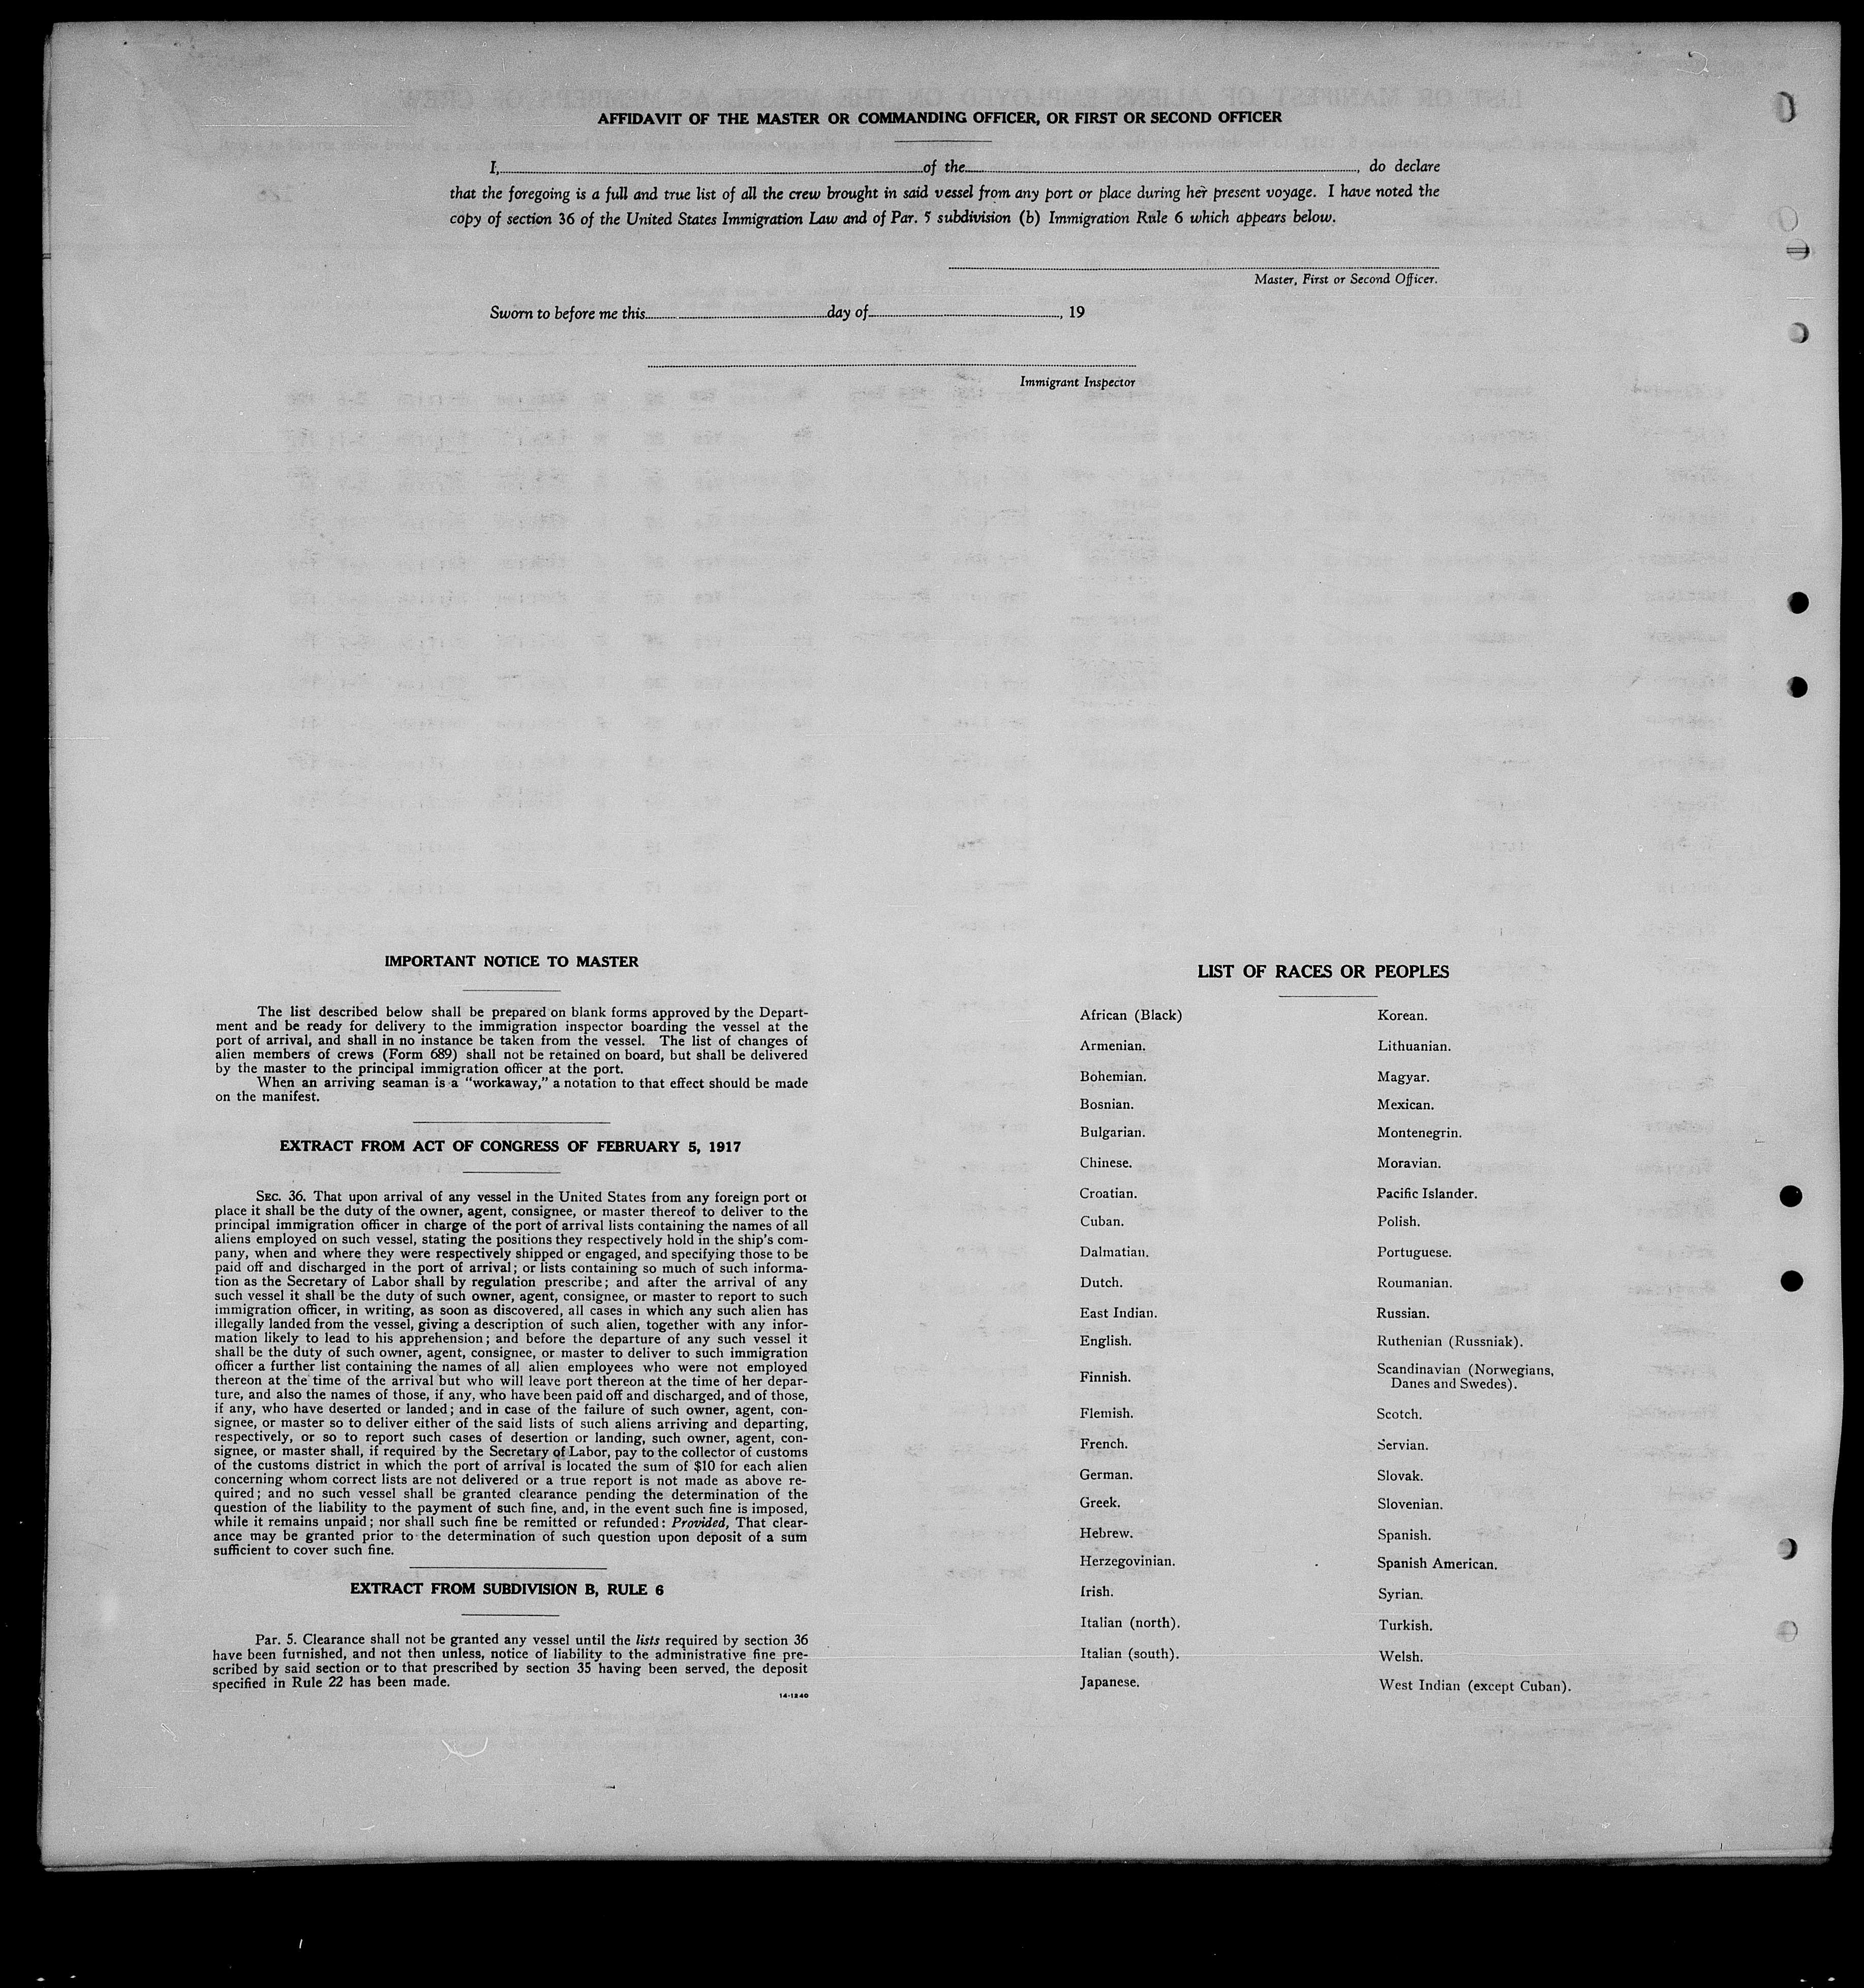 AFFIDAVIT OF THE MASTER OR COMMANDING OFFICER, OR FIRST OR SECOND OFFICER
I, of the , do declare
that the foregoing is a full and true list of all the crew brought in said vessel from any port or place during her present voyage. I have noted the
copy of section 36 of the United States Immigration Law and of Par. 5 subdivision (b) Immigration Rule 6 which appears below.
Master, First or Second Officer.
Sworn to before me this day of , 19
Immigrant Inspector
IMPORTANT NOTICE TO MASTER
The list described below shall be prepared on blank forms approved by the Depart-
ment and be ready for delivery to the immigration inspector boarding the vessel at the
port of arrival, and shall in no instance be taken from the vessel. The list of changes of
alien members of crews (Form 689) shall not be retained on board, but shall be delivered
by the master to the principal immigration officer at the port.
When an arriving seaman is a “workaway,” a notation to that effect should be made
on the manifest.
EXTRACT FROM ACT OF CONGRESS OF FEBRUARY 5, 1917
SEC. 36. That upon arrival of any vessel in the United States from any foreign port or
place it shall be the duty of the owner, agent, consignee, or master thereof to deliver to the
principal immigration officer in charge of the port of arrival lists containing the names of all
aliens employed on such vessel, stating the positions they respectively hold in the ship's com-
pany, when and where they were respectively shipped or engaged, and specifying those to be
paid off and discharged in the port of arrival; or lists containing so much of such informa-
tion as the Secretary of Labor shall by regulation prescribe; and after the arrival of any
such vessel it shall be the duty of such owner, agent, consignee, or master to report to such
immigration officer, in writing, as soon as discovered, all cases in which any such alien has
illegally landed from the vessel, giving a description of such alien, together with any infor-
mation likely to lead to his apprehension; and before the departure of any such vessel it
shall be the duty of such owner, agent, consignee, or master to deliver to such immigration
officer a further list containing the names of all alien employees who were not employed
thereon at the time of the arrival but who will leave port thereon at the time of her depar-
ture, and also the names of those, if any, who have been paid off and discharged, and of those,
if any, who have deserted or landed; and in case of the failure of such owner, agent, con-
signee, or master so to deliver either of the said lists of such aliens arriving and departing,
respectively, or so to report such cases of desertion or landing, such owner, agent, con-
signee, or master shall, if required by the Secretary of Labor, pay to the collector of customs
of the customs district in which the port of arrival is located the sum of $10 for each alien
concerning whom correct lists are not delivered or a true report is not made as above re-
quired; and no such vessel shall be granted clearance pending the determination of the
question of the liability to the payment of such fine, and, in the event such fine is imposed,
while it remains unpaid; nor shall such fine be remitted or refunded: Provided, That clear-
ance may be granted prior to the determination of such question upon deposit of a sum
sufficient to cover such fine.
EXTRACT FROM SUBDIVISION B, RULE 6
Par. 5. Clearance shall not be granted any vessel until the lists required by section 36
have been furnished, and not then unless, notice of liability to the administrative fine pre-
scribed by said section or to that prescribed by section 35 having been served, the deposit
specified in Rule 22 has been made.
14-1240
LIST OF RACES OR PEOPLES
African (Black)
Armenian.
Bohemian.
Bosnian.
Bulgarian.
Chinese.
Croatian.
Cuban.
Dalmatian.
Dutch.
East Indian.
English.
Finnish.
Flemish.
French.
German.
Greek.
Hebrew.
Herzegovinian.
Irish.
Italian (north).
Italian (south).
Japanese.
Korean.
Lithuanian.
Magyar.
Mexican.
Montenegrin.
Moravian.
Pacific Islander.
Polish.
Portuguese.
Roumanian.
Russian.
Ruthenian (Russniak).
Scandinavian (Norwegians,
Danes and Swedes).
Scotch.
Servian.
Slovak.
Slovenian.
Spanish.
Spanish American.
Syrian.
Turkish.
Welsh.
West Indian (except Cuban).